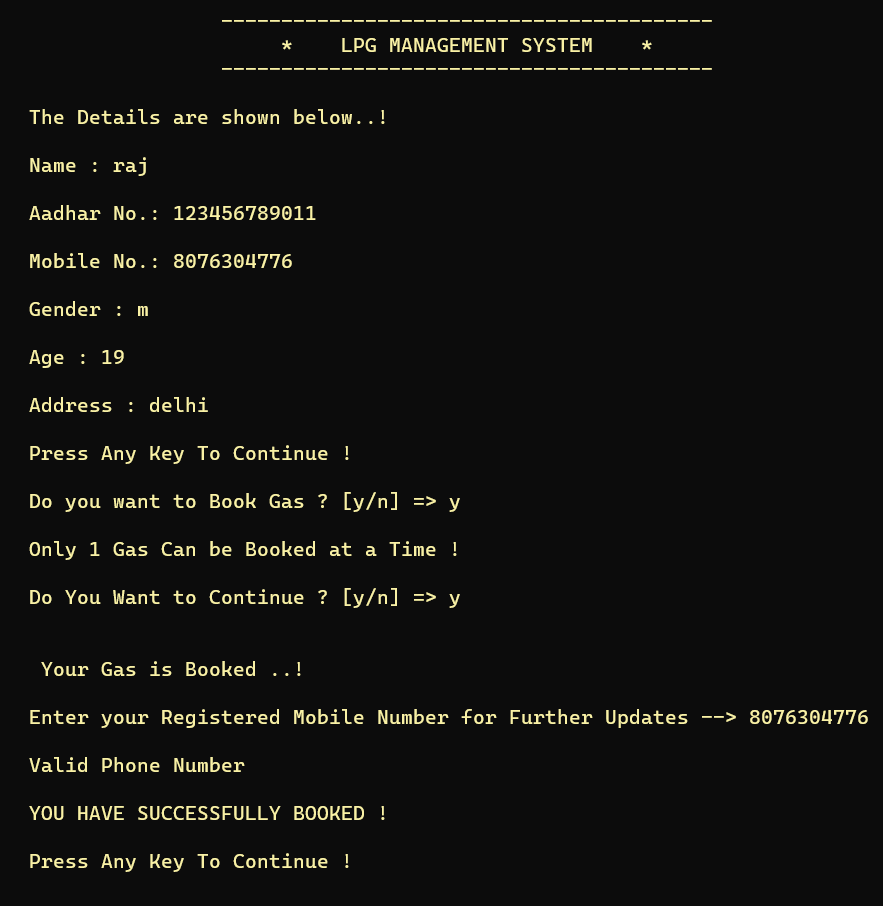 -----------------------------------------
*    LPG MANAGEMENT SYSTEM    *
-----------------------------------------
The Details are shown below..!
Name : raj
Aadhar No.: 123456789011
Mobile No.: 8076304776
Gender : m
Age : 19
Address : delhi
Press Any Key To Continue !
Do you want to Book Gas ? [y/n] => y
Only 1 Gas Can be Booked at a Time !
Do You Want to Continue ? [y/n] => y
Your Gas is Booked ..!
Enter your Registered Mobile Number for Further Updates --> 8076304776
Valid Phone Number
YOU HAVE SUCCESSFULLY BOOKED !
Press Any Key To Continue !